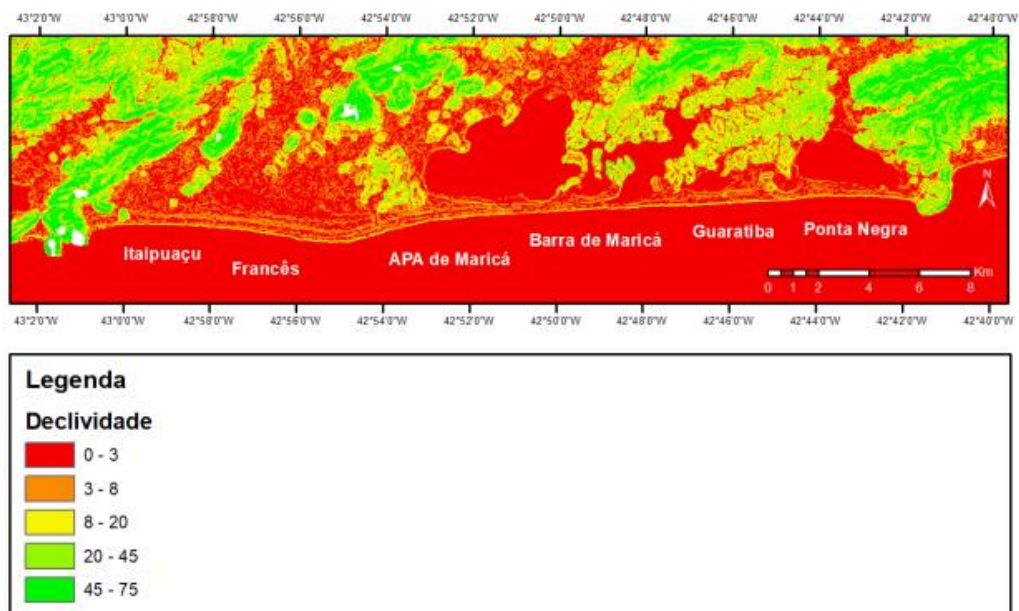 43°2'0"W 43°0'0"W 42°58'0"W 42°56'0"W 42°54'0"W 42°52'0"W 42°50'0"W 42°48'0"W 42°46'0"W 42°44'0"W 42°42'0"W 42°40'0"W
N
Itaipuaçu
Francês
APA de Maricá
Barra de Maricá
Guaratiba
Ponta Negra
Km
0 1 2 4 6 8
43°2'0"W 43°0'0"W 42°58'0"W 42°56'0"W 42°54'0"W 42°52'0"W 42°50'0"W 42°48'0"W 42°46'0"W 42°44'0"W 42°42'0"W 42°40'0"W
Legenda
Declividade
0 - 3
3 - 8
8 - 20
20 - 45
45 - 75